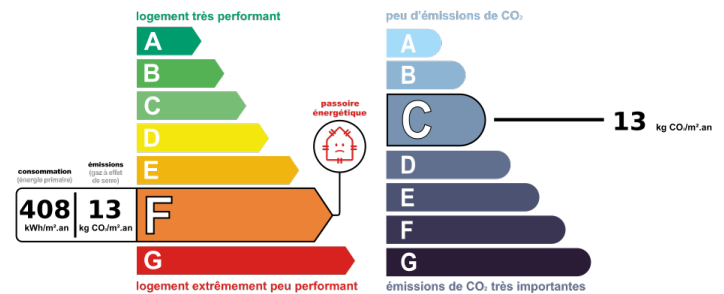 logement très performant
A
B
C
D
E
passoire
énergétique
consommation
(énergie primaire)
émissions
(gaz à effet
de serre)
408
kWh/m².an
13
kg CO₂/m².an
F
G
logement extrêmement peu performant
peu d'émissions de CO₂
A
B
C
13
kg CO₂/m².an
D
E
F
G
émissions de CO₂ très importantes